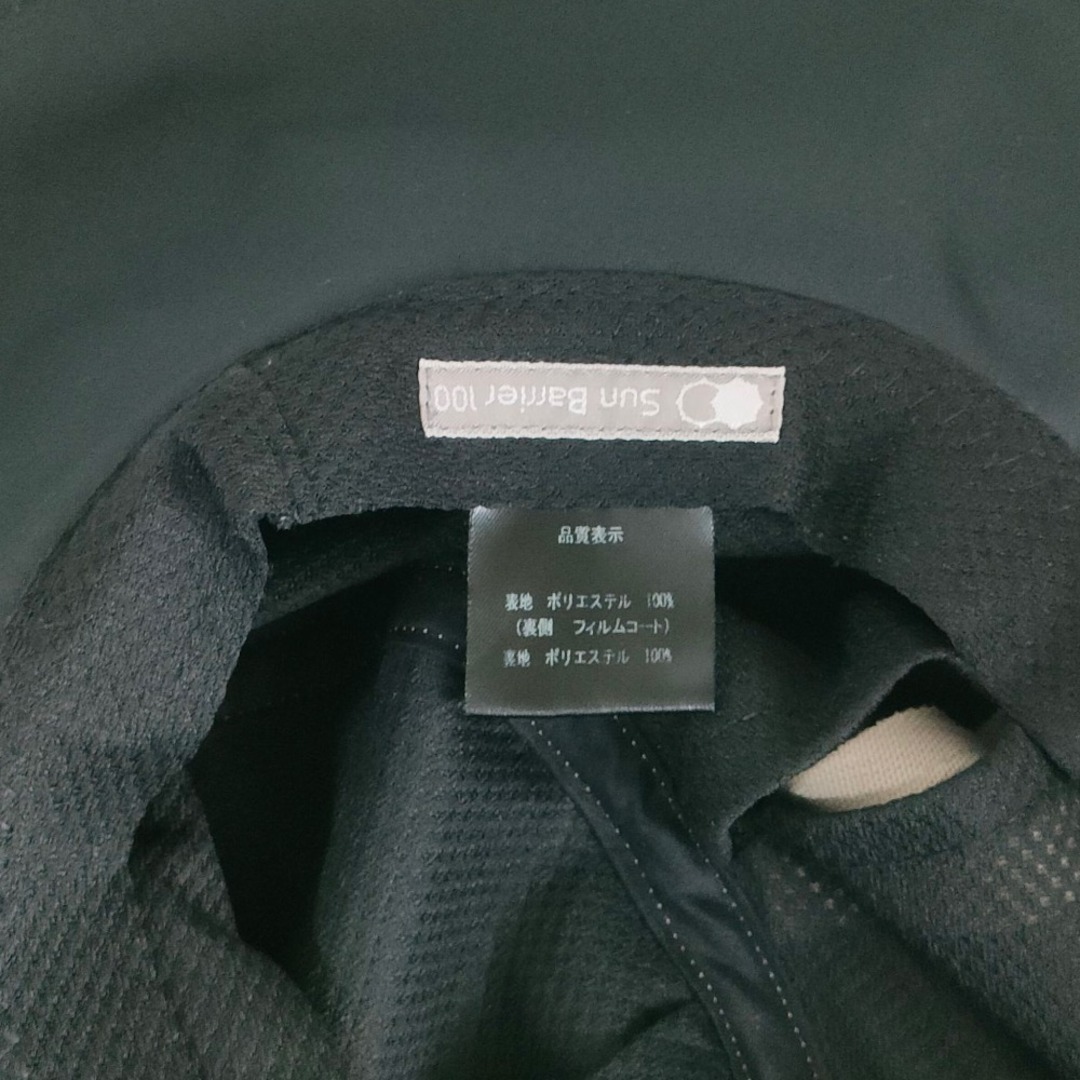 Sun Barrier 100
品質表示
表地 ポリエステル 100%
(裏側 フィルムコート)
裏地 ポリエステル 100%